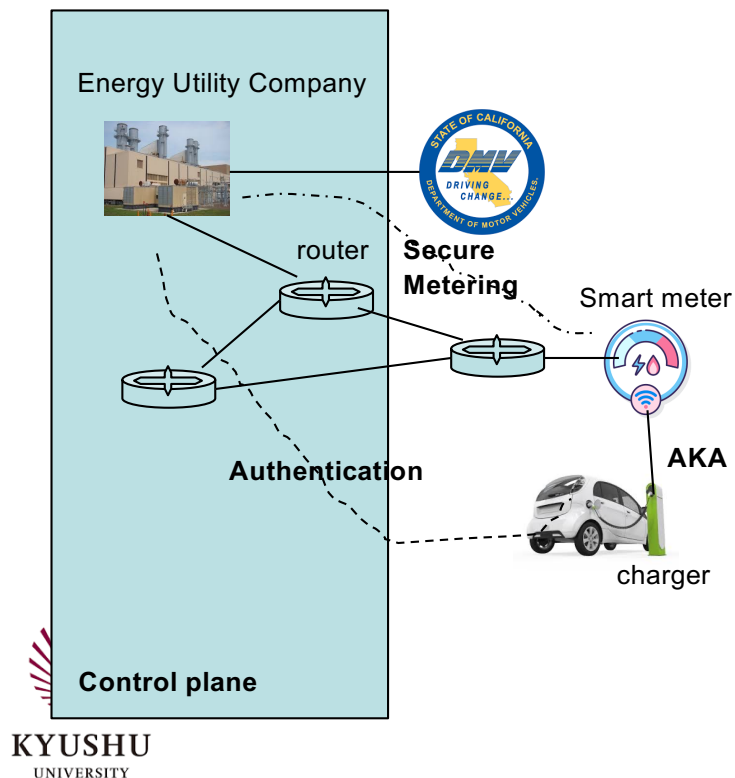 Energy Utility Company
STATE OF CALIFORNIA
DMV
DRIVING
CHANGE...
DEPARTMENT OF MOTOR VEHICLES.
router
Secure
Metering
Smart meter
Authentication
AKA
charger
Control plane
KYUSHU
UNIVERSITY